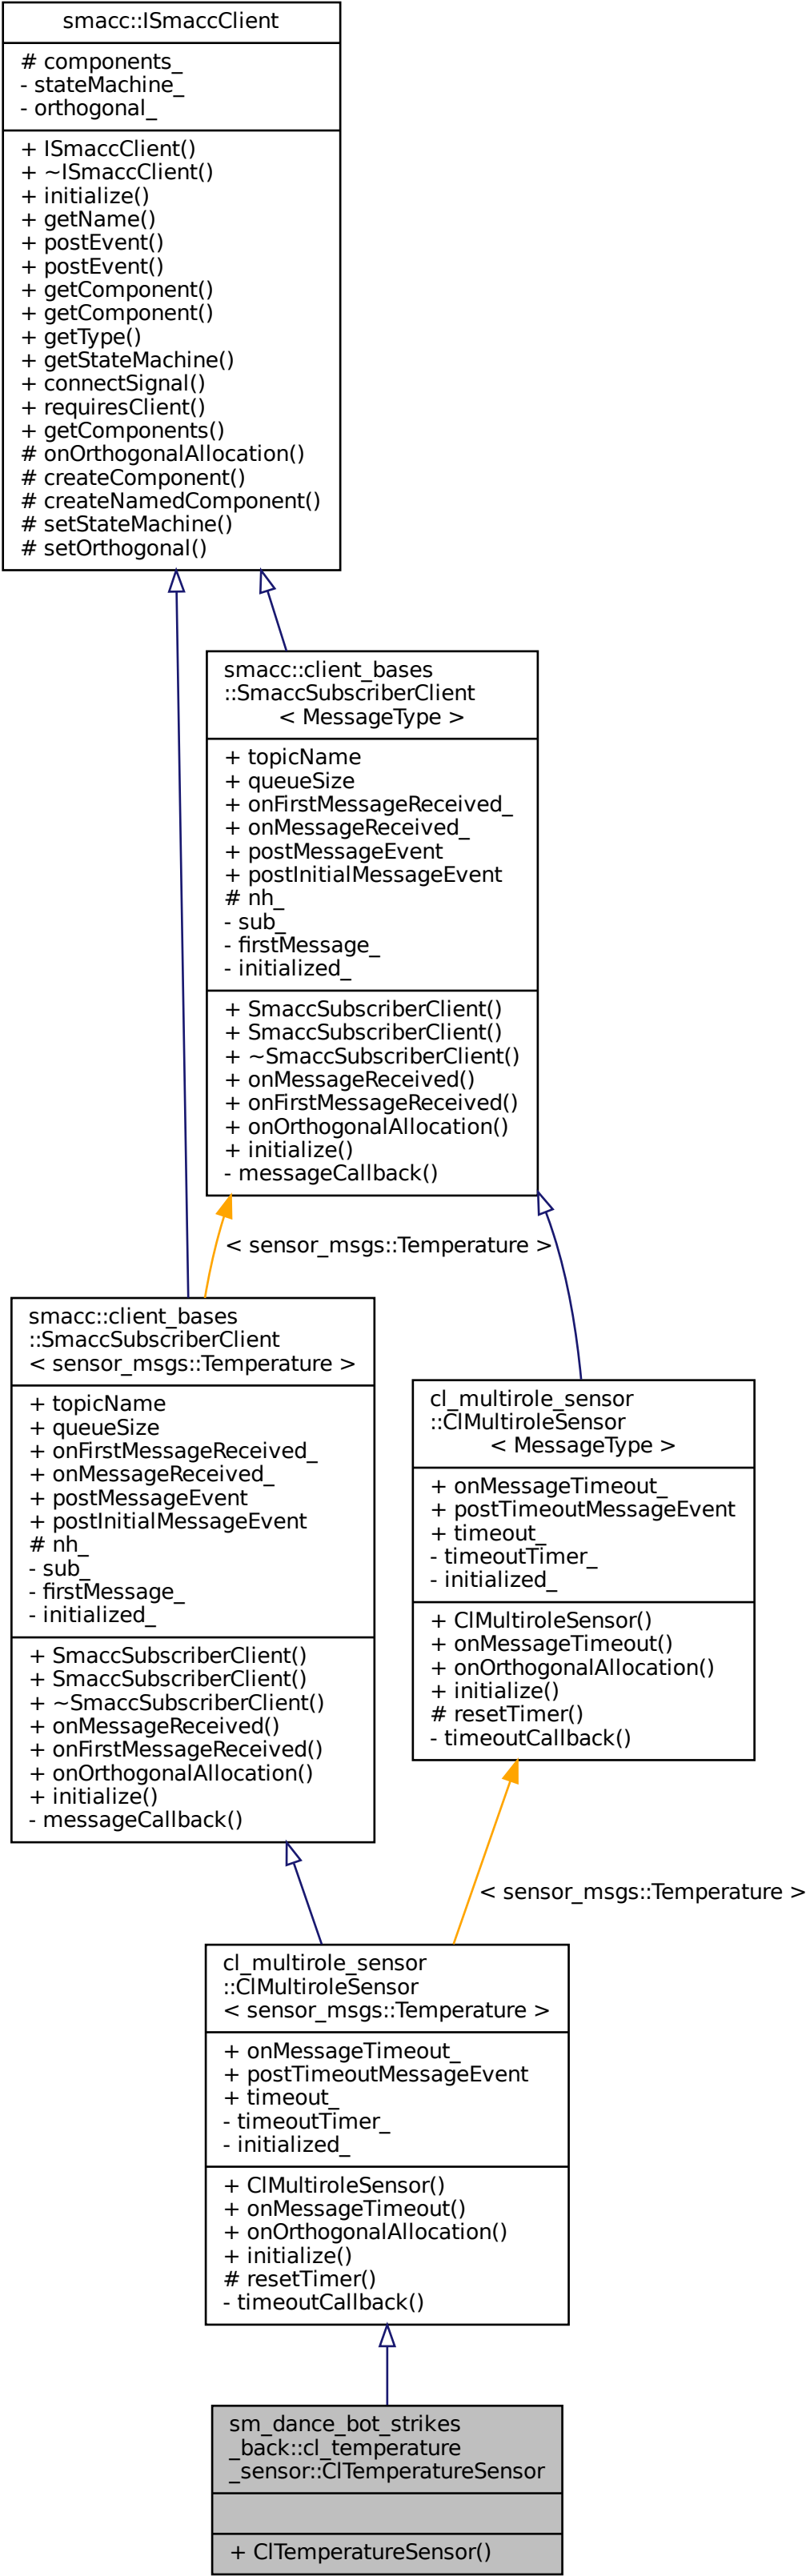 smacc::ISmaccClient
# components_
- stateMachine_
- orthogonal_
+ ISmaccClient()
+ ~ISmaccClient()
+ initialize()
+ getName()
+ postEvent()
+ postEvent()
+ getComponent()
+ getComponent()
+ getType()
+ getStateMachine()
+ connectSignal()
+ requiresClient()
+ getComponents()
# onOrthogonalAllocation()
# createComponent()
# createNamedComponent()
# setStateMachine()
# setOrthogonal()
smacc::client_bases
::SmaccSubscriberClient
< MessageType >
+ topicName
+ queueSize
+ onFirstMessageReceived_
+ onMessageReceived_
+ postMessageEvent
+ postInitialMessageEvent
# nh_
- sub_
- firstMessage_
- initialized_
+ SmaccSubscriberClient()
+ SmaccSubscriberClient()
+ ~SmaccSubscriberClient()
+ onMessageReceived()
+ onFirstMessageReceived()
+ onOrthogonalAllocation()
+ initialize()
- messageCallback()
< sensor_msgs::Temperature >
smacc::client_bases
::SmaccSubscriberClient
< sensor_msgs::Temperature >
+ topicName
+ queueSize
+ onFirstMessageReceived_
+ onMessageReceived_
+ postMessageEvent
+ postInitialMessageEvent
# nh_
- sub_
- firstMessage_
- initialized_
+ SmaccSubscriberClient()
+ SmaccSubscriberClient()
+ ~SmaccSubscriberClient()
+ onMessageReceived()
+ onFirstMessageReceived()
+ onOrthogonalAllocation()
+ initialize()
- messageCallback()
cl_multirole_sensor
::ClMultiroleSensor
< MessageType >
+ onMessageTimeout_
+ postTimeoutMessageEvent
+ timeout_
- timeoutTimer_
- initialized_
+ ClMultiroleSensor()
+ onMessageTimeout()
+ onOrthogonalAllocation()
+ initialize()
# resetTimer()
- timeoutCallback()
< sensor_msgs::Temperature >
cl_multirole_sensor
::ClMultiroleSensor
< sensor_msgs::Temperature >
+ onMessageTimeout_
+ postTimeoutMessageEvent
+ timeout_
- timeoutTimer_
- initialized_
+ ClMultiroleSensor()
+ onMessageTimeout()
+ onOrthogonalAllocation()
+ initialize()
# resetTimer()
- timeoutCallback()
sm_dance_bot_strikes
_back::cl_temperature
_sensor::ClTemperatureSensor
+ ClTemperatureSensor()